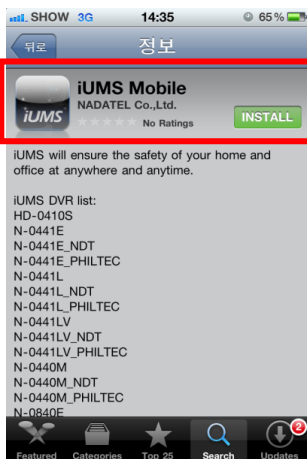 SHOW 3G 14:35 65%
뒤로 정보
iUMS
iUMS Mobile
NADATEL Co.,Ltd.
No Ratings
INSTALL
iUMS will ensure the safety of your home and
office at anywhere and anytime.
iUMS DVR list:
HD-0410S
N-0441E
N-0441E_NDT
N-0441E_PHILTEC
N-0441L
N-0441L_NDT
N-0441L_PHILTEC
N-0441LV
N-0441LV_NDT
N-0441LV_PHILTEC
N-0440M
N-0440M_NDT
N-0440M_PHILTEC
N-0840E
2
Featured Categories Top 25 Search Updates